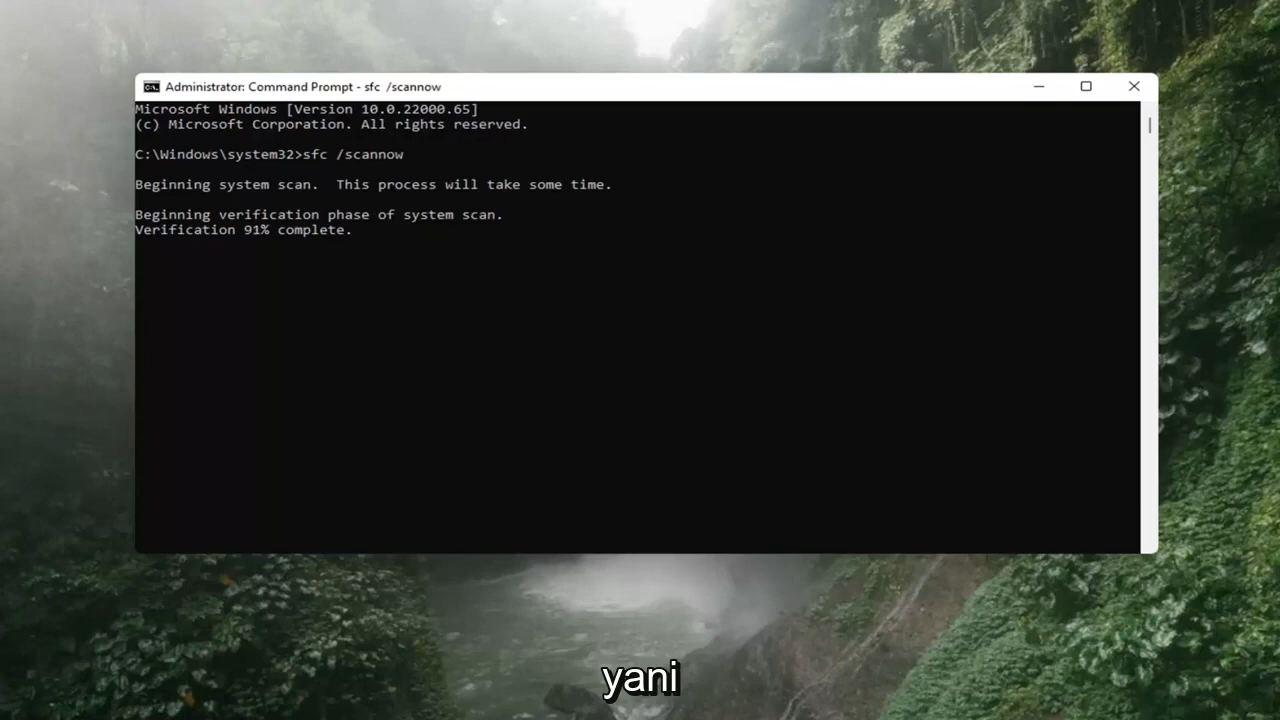 Administrator: Command Prompt - sfc /scannow
Microsoft Windows [Version 10.0.22000.65]
(c) Microsoft Corporation. All rights reserved.
C:\Windows\system32>sfc /scannow
Beginning system scan.  This process will take some time.
Beginning verification phase of system scan.
Verification 91% complete.
yani